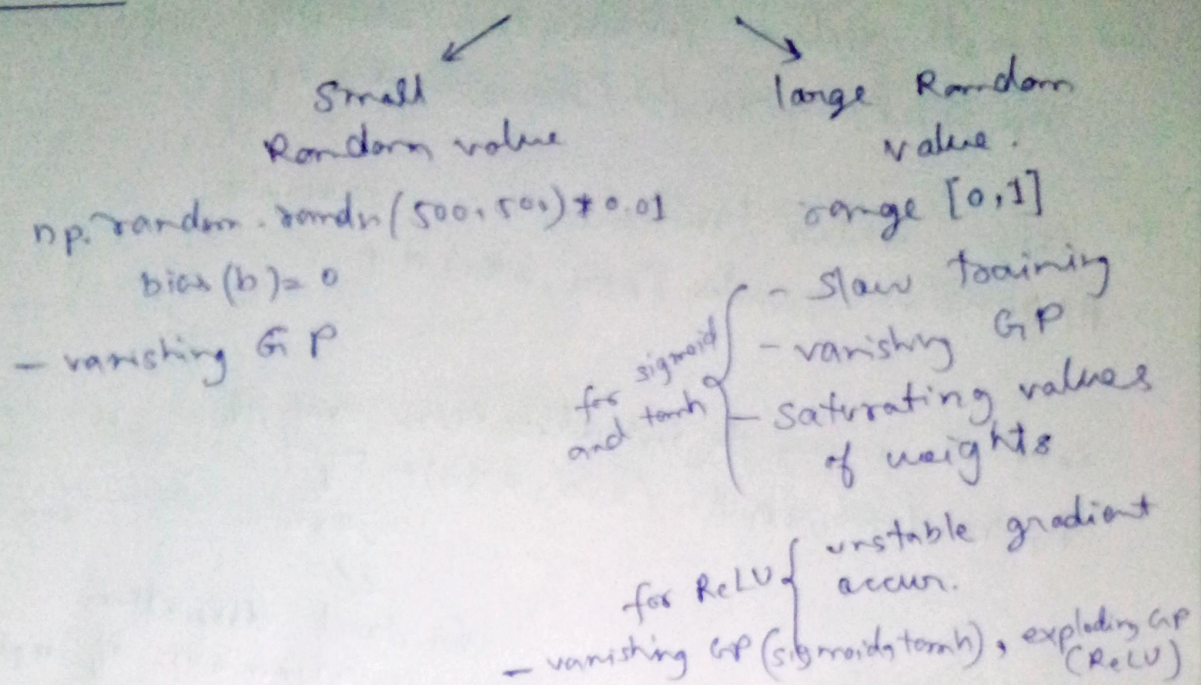 Small
Random value
np.random.randn(500,500)*0.01
bias(b)=0
- vanishing GP
large Random
value.
range [0,1]
for sigmoid
and tanh
- slow training
- vanishing GP
- saturating values
of weights
for ReLU
unstable gradient
accur.
- vanishing GP (sigmoid, tanh), exploding GP
(ReLU)